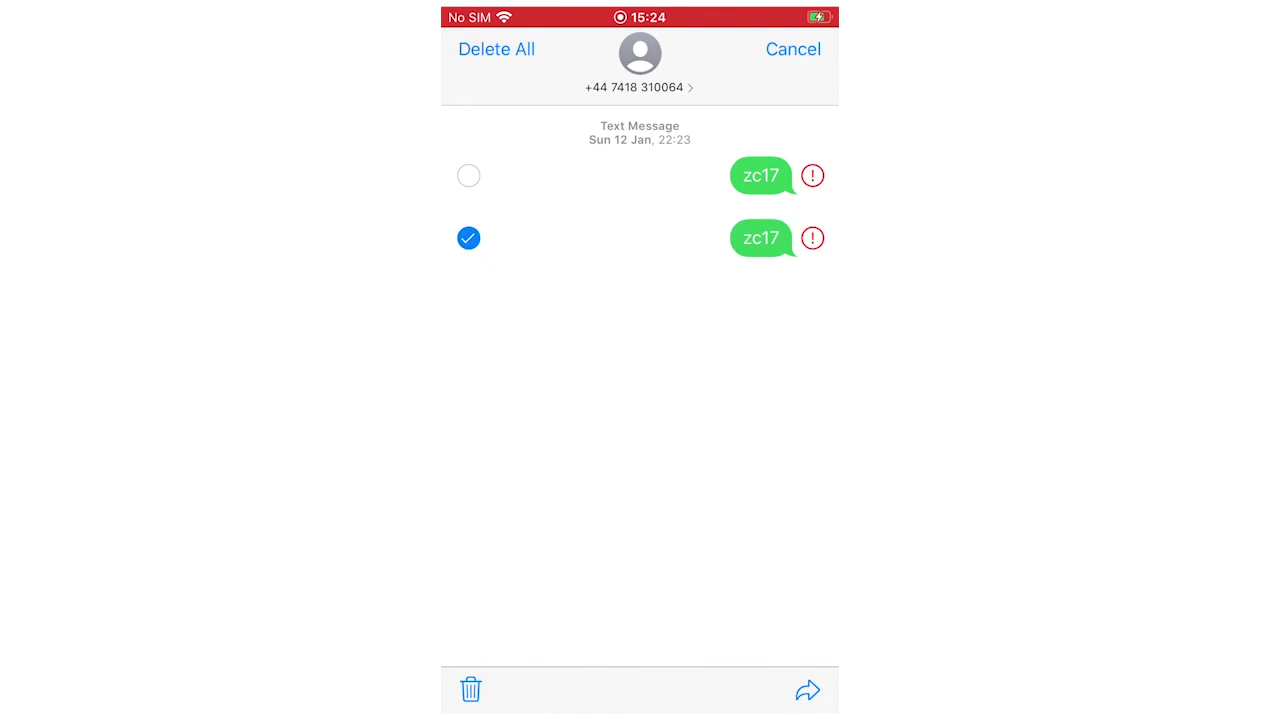 No SIM 15:24
Delete All Cancel
+44 7418 310064
Text Message
Sun 12 Jan, 22:23
zc17
zc17